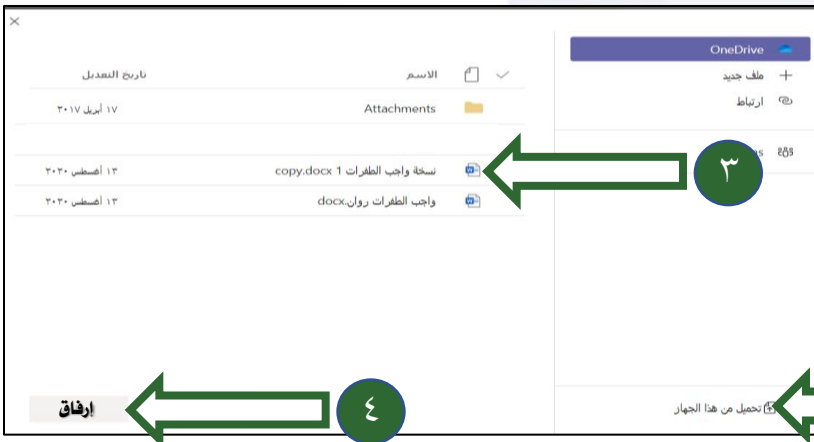 ×
OneDrive
ملف جديد
ارتباط
تحميل من هذا الجهاز
الاسم
تاريخ التعديل
Attachments
١٧ أبريل ٢٠١٧
نسخة واجب الطفرات 1 copy.docx
١٣ أغسطس ٢٠٢٠
واجب الطفرات روان.docx
١٣ أغسطس ٢٠٢٠
٣
إرفاق
٤